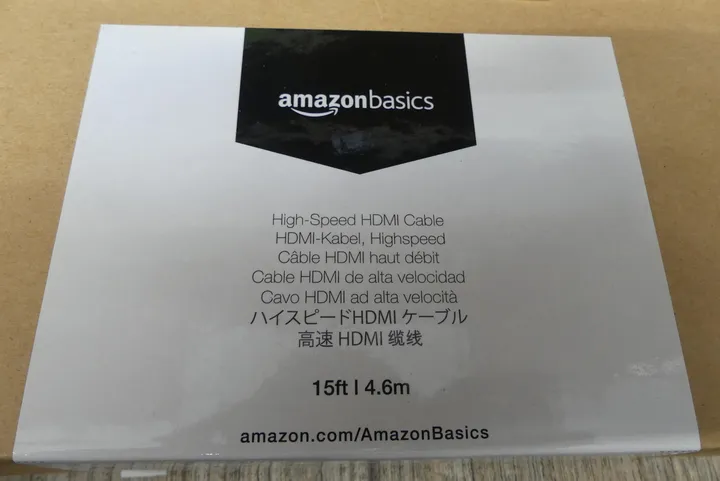 amazonbasics
High-Speed HDMI Cable
HDMI-Kabel, Highspeed
Câble HDMI haut débit
Cable HDMI de alta velocidad
Cavo HDMI ad alta velocità
ハイスピードHDMI ケーブル
高速 HDMI 缆线
15ft | 4.6m
amazon.com/AmazonBasics